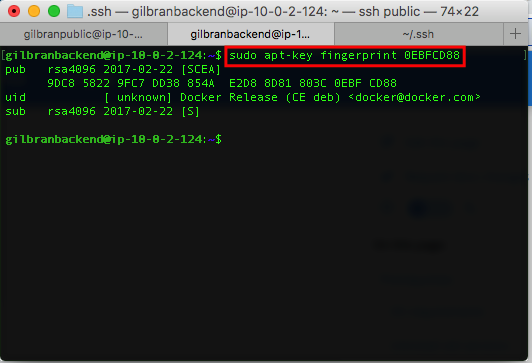 .ssh — gilbranbackend@ip-10-0-2-124: ~ — ssh public — 74×22
gilbranpublic@ip-10-0-2-124: ~...
gilbranbackend@ip-1...
~/.ssh
+
[gilbranbackend@ip-10-0-2-124:~$ sudo apt-key fingerprint 0EBFCD88 ]
pub   rsa4096 2017-02-22 [SCEA]
      9DC8 5822 9FC7 DD38 854A  E2D8 8D81 803C 0EBF CD88
uid           [ unknown] Docker Release (CE deb) <docker@docker.com>
sub   rsa4096 2017-02-22 [S]
gilbranbackend@ip-10-0-2-124:~$